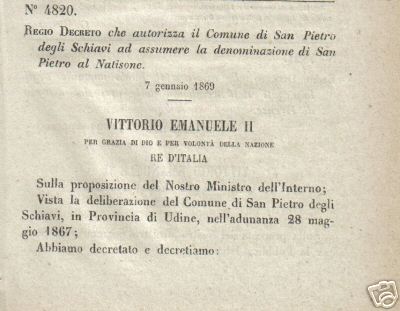 N° 4820.
REGIO DECRETO che autorizza il Comune di San Pietro
degli Schiavi ad assumere la denominazione di San
Pietro al Natisone.
7 gennaio 1869
VITTORIO EMANUELE II
PER GRAZIA DI DIO E PER VOLONTÀ DELLA NAZIONE
RE D'ITALIA
Sulla proposizione del Nostro Ministro dell'Interno;
Vista la deliberazione del Comune di San Pietro degli
Schiavi, in Provincia di Udine, nell'adunanza 28 mag-
gio 1867;
Abbiamo decretato e decretiamo:
ebay